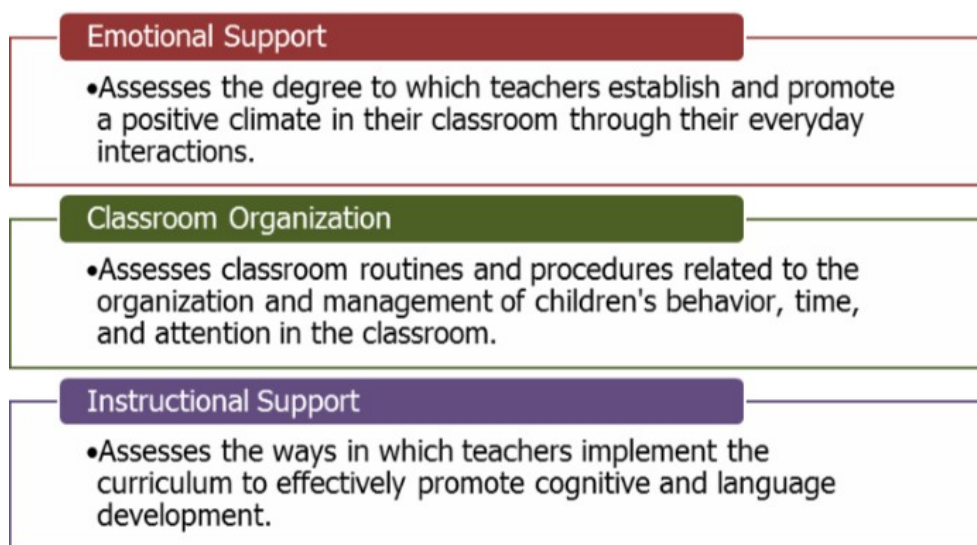 Emotional Support
•Assesses the degree to which teachers establish and promote
a positive climate in their classroom through their everyday
interactions.
Classroom Organization
•Assesses classroom routines and procedures related to the
organization and management of children's behavior, time,
and attention in the classroom.
Instructional Support
•Assesses the ways in which teachers implement the
curriculum to effectively promote cognitive and language
development.